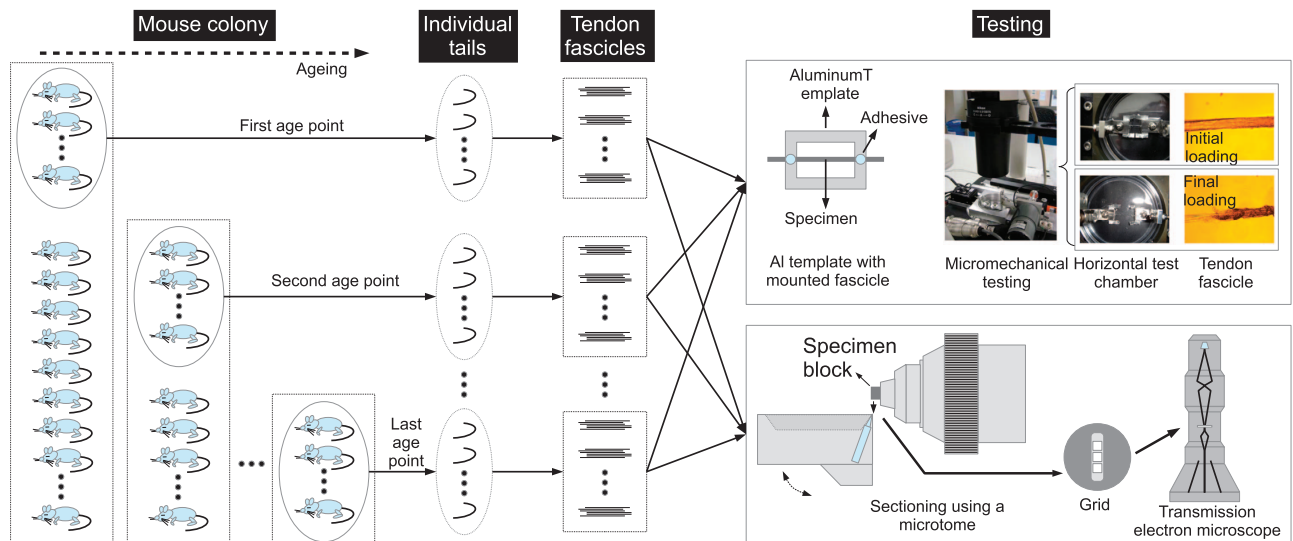 Mouse colony
Ageing
Individual
tails
Tendon
fascicles
Testing
First age point
Second age point
Last
age
point
AluminumT
emplate
Adhesive
Specimen
Al template with
mounted fascicle
Micromechanical
testing
Horizontal test
chamber
Initial
loading
Final
loading
Tendon
fascicle
Specimen
block
Sectioning using a
microtome
Grid
Transmission
electron microscope